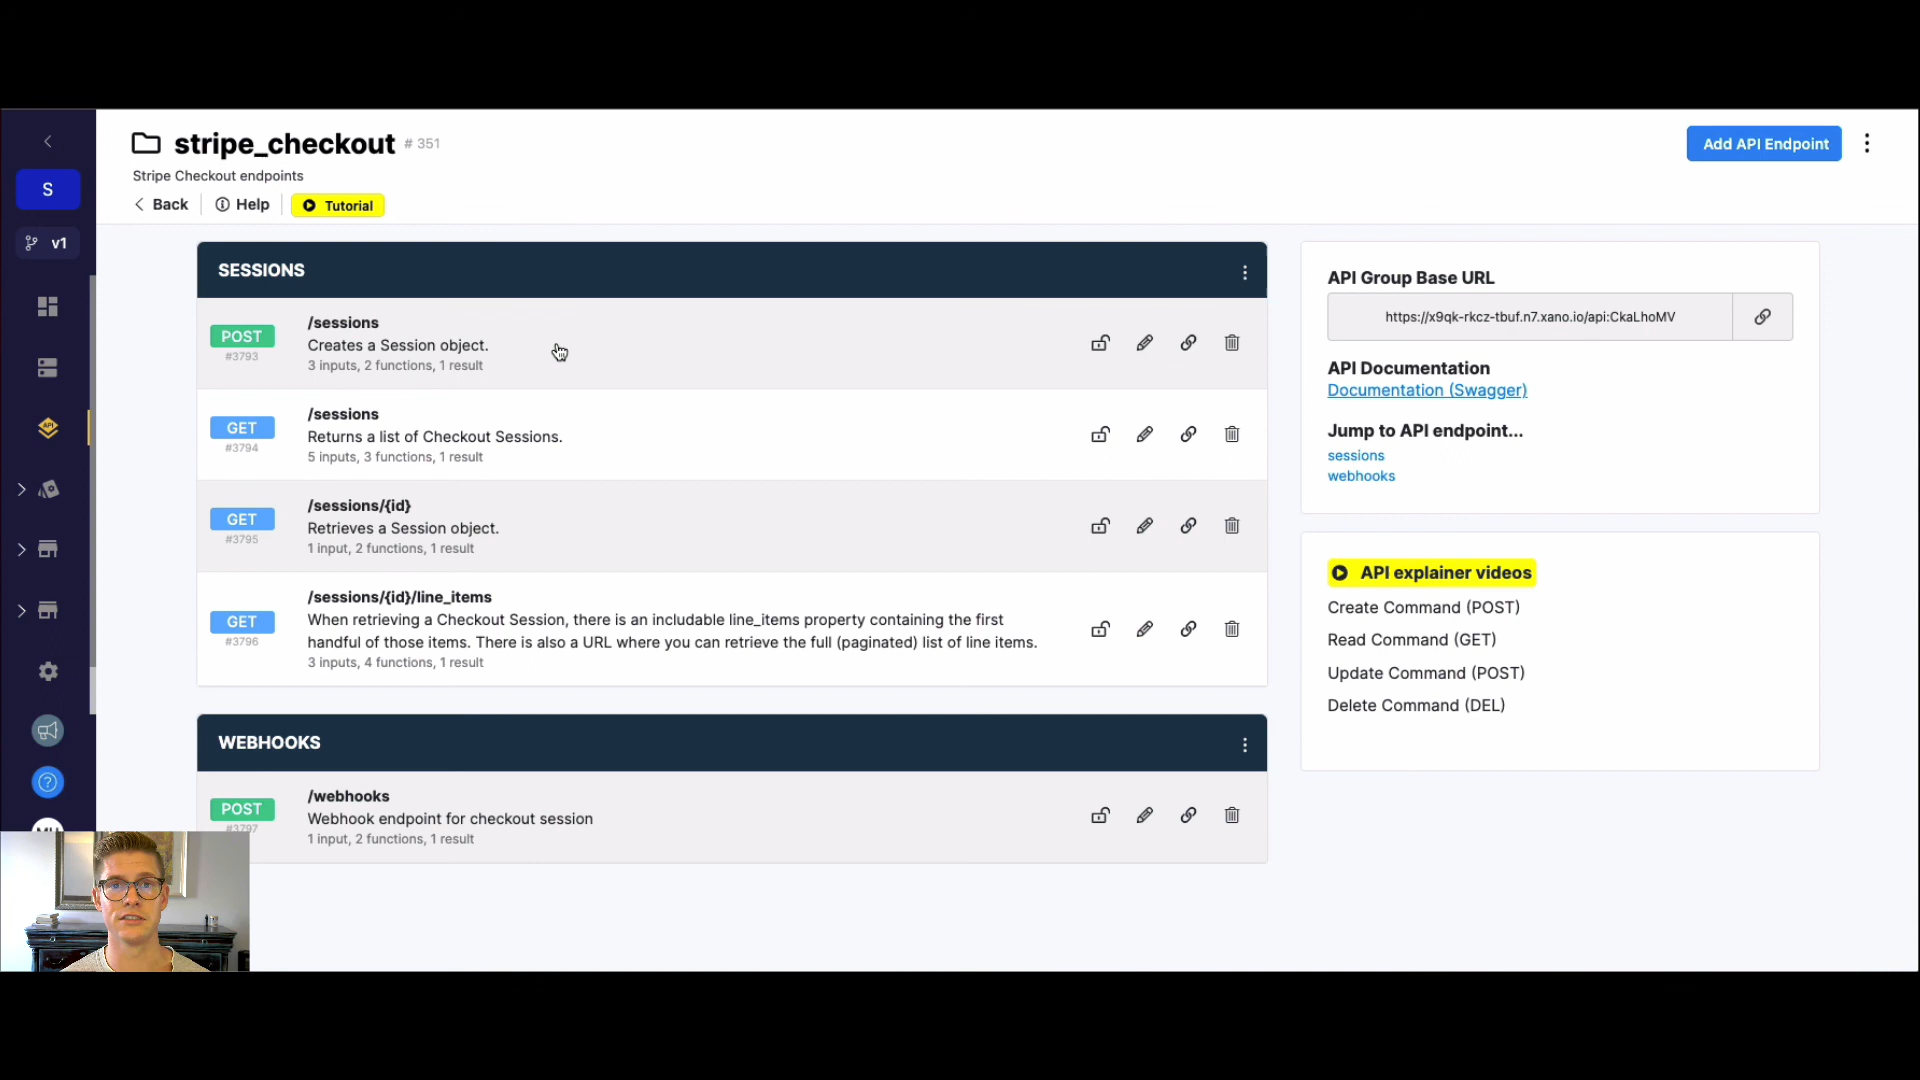 stripe_checkout # 351
Stripe Checkout endpoints
Back
Help
Tutorial
Add API Endpoint
S
v1
SESSIONS
POST
#3793
/sessions
Creates a Session object.
3 inputs, 2 functions, 1 result
GET
#3794
/sessions
Returns a list of Checkout Sessions.
5 inputs, 3 functions, 1 result
GET
#3795
/sessions/{id}
Retrieves a Session object.
1 input, 2 functions, 1 result
GET
#3796
/sessions/{id}/line_items
When retrieving a Checkout Session, there is an includable line_items property containing the first
handful of those items. There is also a URL where you can retrieve the full (paginated) list of line items.
3 inputs, 4 functions, 1 result
WEBHOOKS
POST
#3797
/webhooks
Webhook endpoint for checkout session
1 input, 2 functions, 1 result
API Group Base URL
https://x9qk-rkcz-tbuf.n7.xano.io/api:CkaLhoMV
API Documentation
Documentation (Swagger)
Jump to API endpoint...
sessions
webhooks
API explainer videos
Create Command (POST)
Read Command (GET)
Update Command (POST)
Delete Command (DEL)